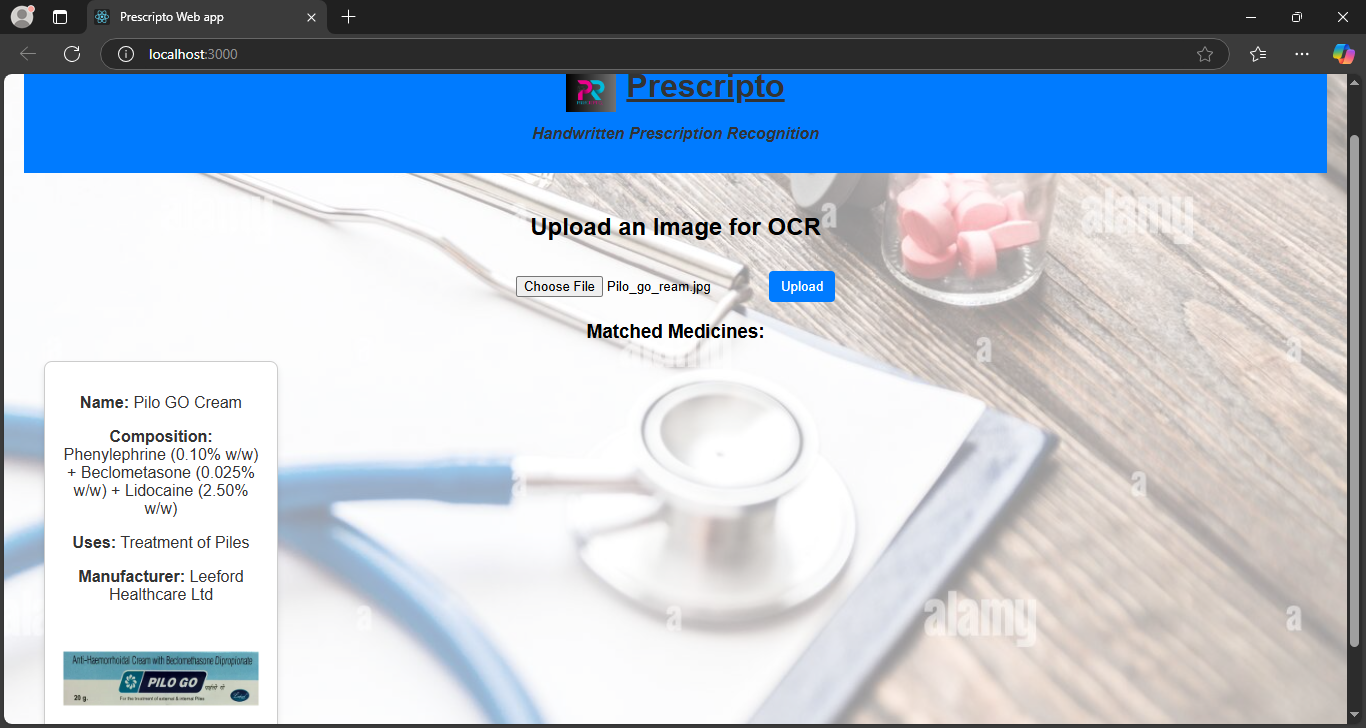 Prescripto Web app
localhost:3000
PR
Prescripto
Handwritten Prescription Recognition
Upload an Image for OCR
Choose File Pilo_go_ream.jpg
Upload
Matched Medicines:
Name: Pilo GO Cream
Composition:
Phenylephrine (0.10% w/w)
+ Beclometasone (0.025%
w/w) + Lidocaine (2.50%
w/w)
Uses: Treatment of Piles
Manufacturer: Leeford
Healthcare Ltd
Anti-Haemorrhoidal Cream with Beclomethasone Dipropionate
PILO GO
20 g.
For the treatment of external & internal Piles
alamy
a
alamy
a
a
a
a
a
alamy
a